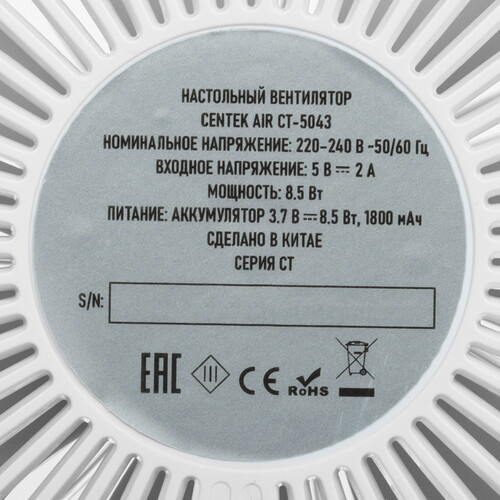 НАСТОЛЬНЫЙ ВЕНТИЛЯТОР
CENTEK AIR CT-5043
НОМИНАЛЬНОЕ НАПРЯЖЕНИЕ: 220-240 В ~50/60 Гц
ВХОДНОЕ НАПРЯЖЕНИЕ: 5 В⎓2 А
МОЩНОСТЬ: 8.5 Вт
ПИТАНИЕ: АККУМУЛЯТОР 3.7 В⎓8.5 Вт, 1800 мАч
СДЕЛАНО В КИТАЕ
СЕРИЯ СТ
S/N:
EAC III CE RoHS